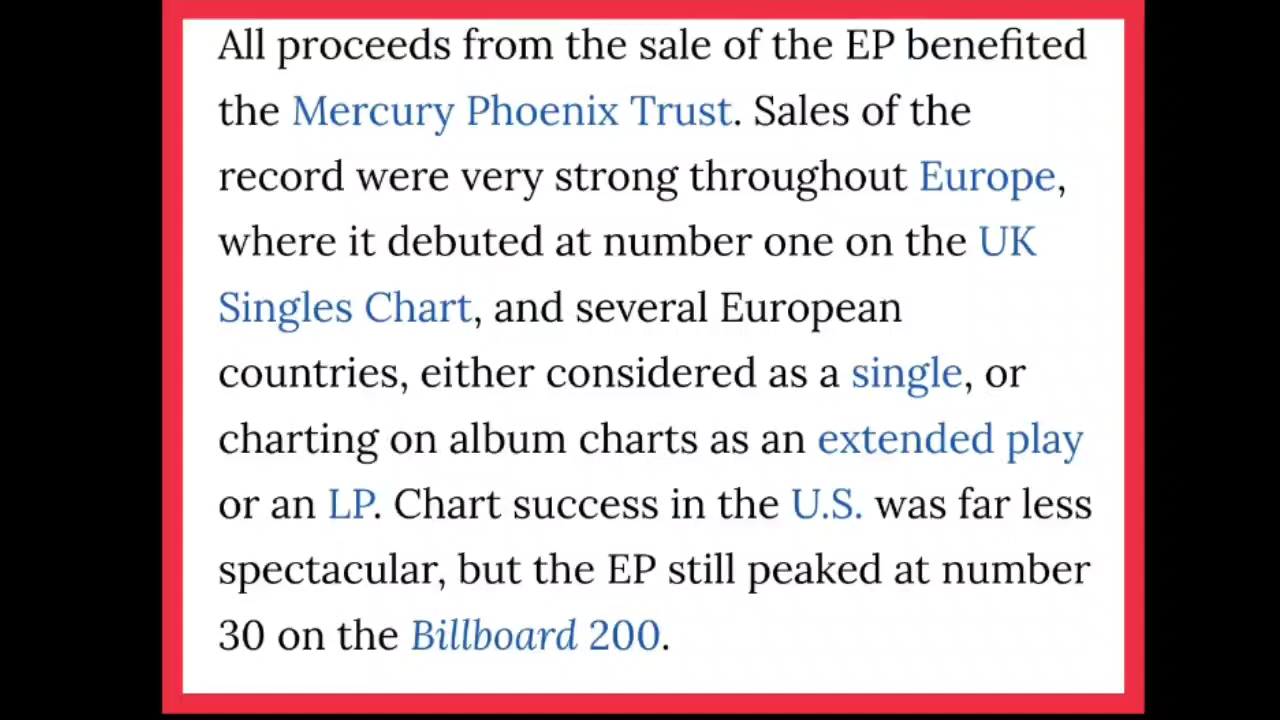 All proceeds from the sale of the EP benefited
the Mercury Phoenix Trust. Sales of the
record were very strong throughout Europe,
where it debuted at number one on the UK
Singles Chart, and several European
countries, either considered as a single, or
charting on album charts as an extended play
or an LP. Chart success in the U.S. was far less
spectacular, but the EP still peaked at number
30 on the Billboard 200.